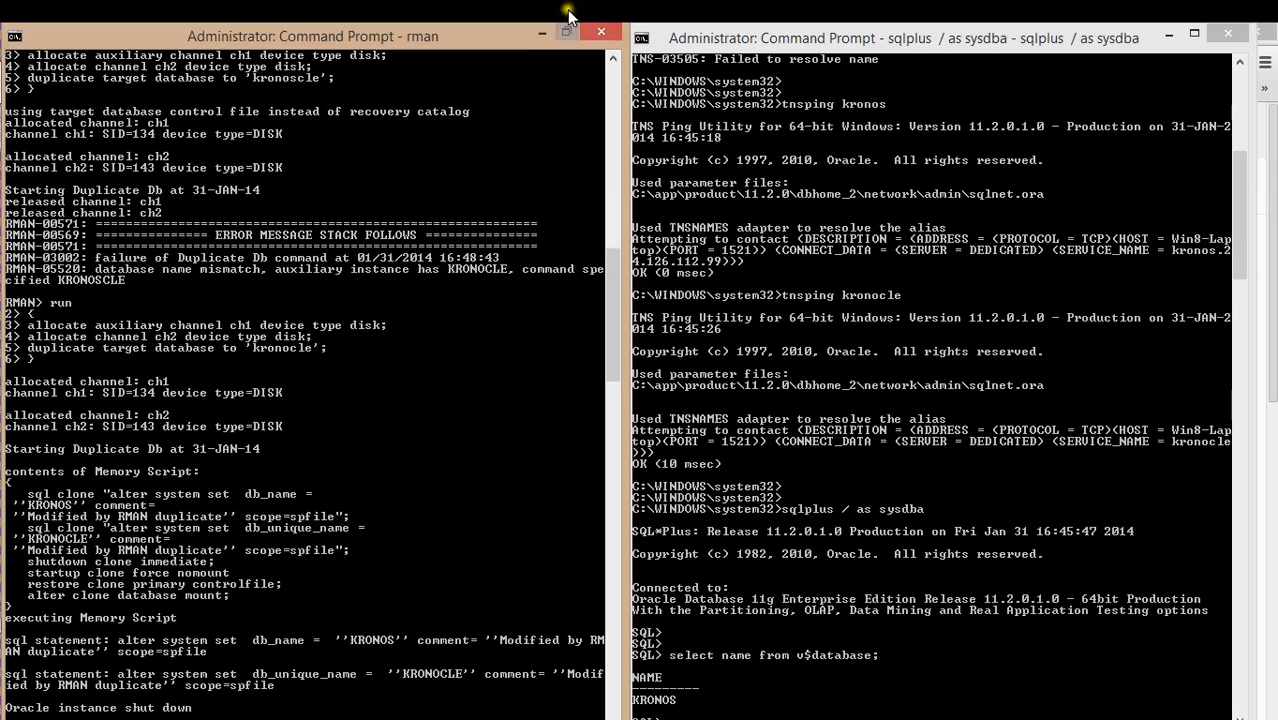 Administrator: Command Prompt - rman
3> allocate auxiliary channel ch1 device type disk;
4> allocate channel ch2 device type disk;
5> duplicate target database to 'kronoscle';
6> }
using target database control file instead of recovery catalog
allocated channel: ch1
channel ch1: SID=134 device type=DISK
allocated channel: ch2
channel ch2: SID=143 device type=DISK
Starting Duplicate Db at 31-JAN-14
released channel: ch1
released channel: ch2
RMAN-00571: ===========================================================
RMAN-00569: =============== ERROR MESSAGE STACK FOLLOWS ===============
RMAN-00571: ===========================================================
RMAN-03002: failure of Duplicate Db command at 01/31/2014 16:48:43
RMAN-05520: database name mismatch, auxiliary instance has KRONOCLE, command spe
cified KRONOSCLE
RMAN> run
2> {
3> allocate auxiliary channel ch1 device type disk;
4> allocate channel ch2 device type disk;
5> duplicate target database to 'kronocle';
6> }
allocated channel: ch1
channel ch1: SID=134 device type=DISK
allocated channel: ch2
channel ch2: SID=143 device type=DISK
Starting Duplicate Db at 31-JAN-14
contents of Memory Script:
{
sql clone "alter system set  db_name =
''KRONOS'' comment=
''Modified by RMAN duplicate'' scope=spfile";
sql clone "alter system set  db_unique_name =
''KRONOCLE'' comment=
''Modified by RMAN duplicate'' scope=spfile";
shutdown clone immediate;
startup clone force nomount
restore clone primary controlfile;
alter clone database mount;
}
executing Memory Script
sql statement: alter system set  db_name =  ''KRONOS'' comment= ''Modified by RM
AN duplicate'' scope=spfile
sql statement: alter system set  db_unique_name =  ''KRONOCLE'' comment= ''Modif
ied by RMAN duplicate'' scope=spfile
Oracle instance shut down
Administrator: Command Prompt - sqlplus  / as sysdba - sqlplus  / as sysdba
TNS-03505: Failed to resolve name
C:\WINDOWS\system32>
C:\WINDOWS\system32>
C:\WINDOWS\system32>tnsping kronos
TNS Ping Utility for 64-bit Windows: Version 11.2.0.1.0 - Production on 31-JAN-2
014 16:45:18
Copyright (c) 1997, 2010, Oracle.  All rights reserved.
Used parameter files:
C:\app\product\11.2.0\dbhome_2\network\admin\sqlnet.ora
Used TNSNAMES adapter to resolve the alias
Attempting to contact (DESCRIPTION = (ADDRESS = (PROTOCOL = TCP)(HOST = Win8-Lap
top)(PORT = 1521)) (CONNECT_DATA = (SERVER = DEDICATED) (SERVICE_NAME = kronos.2
4.126.112.99)))
OK (0 msec)
C:\WINDOWS\system32>tnsping kronocle
TNS Ping Utility for 64-bit Windows: Version 11.2.0.1.0 - Production on 31-JAN-2
014 16:45:26
Copyright (c) 1997, 2010, Oracle.  All rights reserved.
Used parameter files:
C:\app\product\11.2.0\dbhome_2\network\admin\sqlnet.ora
Used TNSNAMES adapter to resolve the alias
Attempting to contact (DESCRIPTION = (ADDRESS = (PROTOCOL = TCP)(HOST = Win8-Lap
top)(PORT = 1521)) (CONNECT_DATA = (SERVER = DEDICATED) (SERVICE_NAME = kronocle
)))
OK (10 msec)
C:\WINDOWS\system32>
C:\WINDOWS\system32>
C:\WINDOWS\system32>sqlplus / as sysdba
SQL*Plus: Release 11.2.0.1.0 Production on Fri Jan 31 16:45:47 2014
Copyright (c) 1982, 2010, Oracle.  All rights reserved.
Connected to:
Oracle Database 11g Enterprise Edition Release 11.2.0.1.0 - 64bit Production
With the Partitioning, OLAP, Data Mining and Real Application Testing options
SQL>
SQL>
SQL> select name from v$database;
NAME
---------
KRONOS